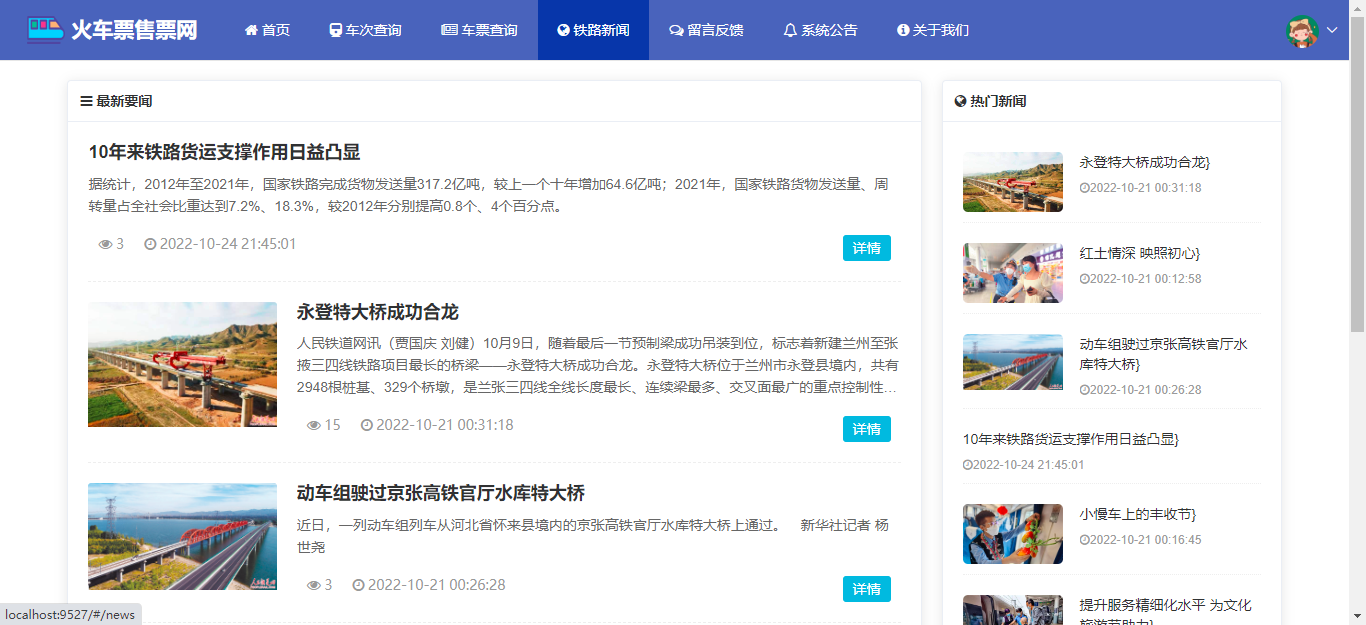 火车票售票网
首页
车次查询
车票查询
铁路新闻
留言反馈
系统公告
关于我们
最新要闻
10年来铁路货运支撑作用日益凸显
据统计，2012年至2021年，国家铁路完成货物发送量317.2亿吨，较上一个十年增加64.6亿吨；2021年，国家铁路货物发送量、周
转量占全社会比重达到7.2%、18.3%，较2012年分别提高0.8个、4个百分点。
3 2022-10-24 21:45:01
详情
永登特大桥成功合龙
人民铁道网讯（贾国庆 刘健）10月9日，随着最后一节预制梁成功吊装到位，标志着新建兰州至张
掖三四线铁路项目最长的桥梁——永登特大桥成功合龙。永登特大桥位于兰州市永登县境内，共有
2948根桩基、329个桥墩，是兰张三四线全线长度最长、连续梁最多、交叉面最广的重点控制性…
15 2022-10-21 00:31:18
详情
动车组驶过京张高铁官厅水库特大桥
近日，一列动车组列车从河北省怀来县境内的京张高铁官厅水库特大桥上通过。 新华社记者 杨
世尧
3 2022-10-21 00:26:28
详情
热门新闻
永登特大桥成功合龙}
2022-10-21 00:31:18
红土情深 映照初心}
2022-10-21 00:12:58
动车组驶过京张高铁官厅水
库特大桥}
2022-10-21 00:26:28
10年来铁路货运支撑作用日益凸显}
2022-10-24 21:45:01
小慢车上的丰收节}
2022-10-21 00:16:45
提升服务精细化水平 为文化
旅游节助力}
localhost:9527/#/news